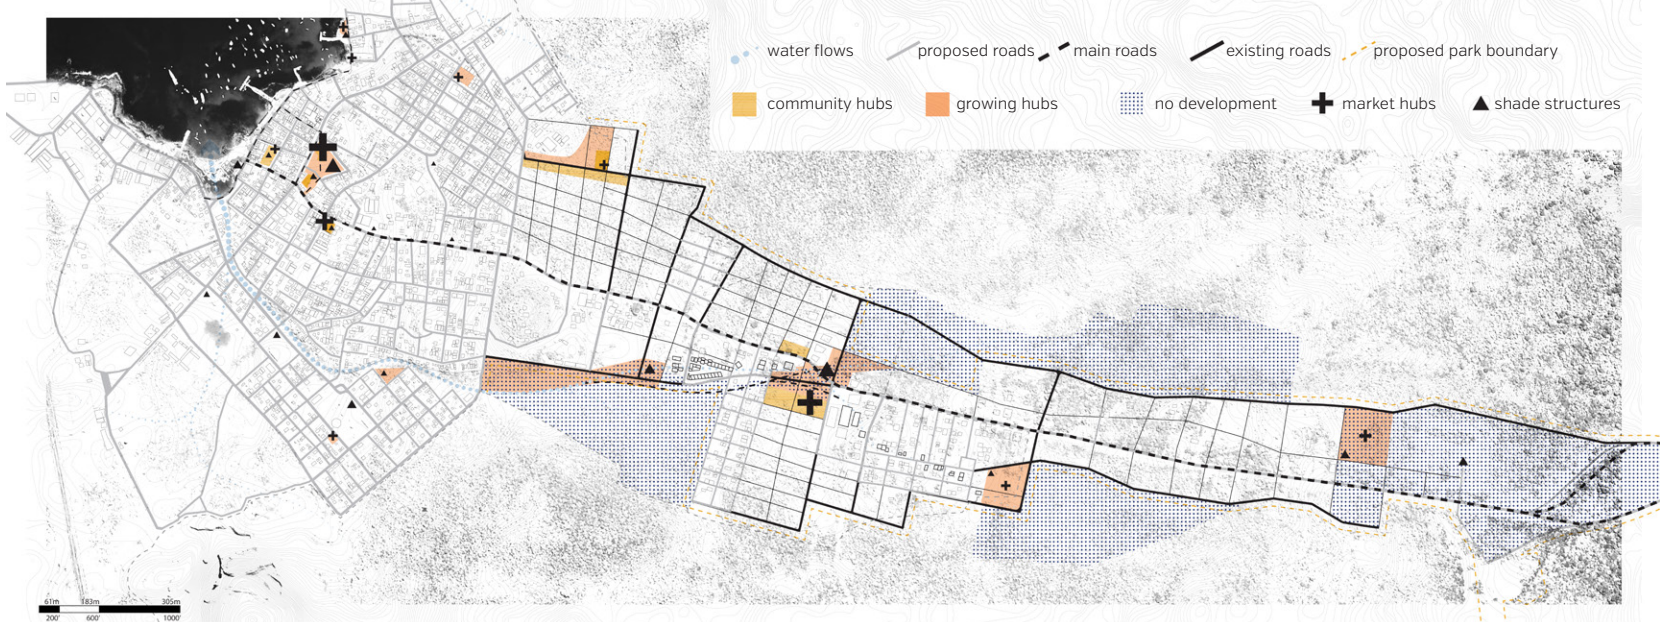 water flows proposed roads main roads existing roads proposed park boundary
community hubs growing hubs no development market hubs shade structures
61m 183m 305m
200' 600' 1000'